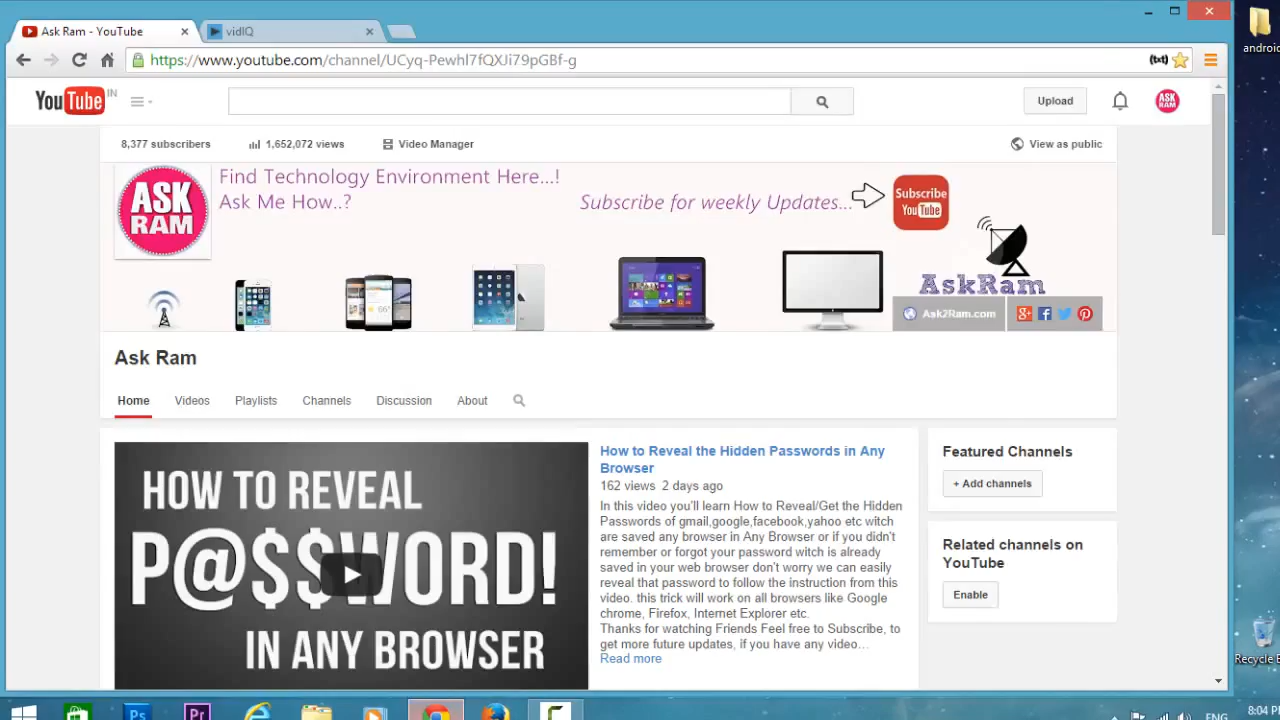 Ask Ram - YouTube
vidIQ
https://www.youtube.com/channel/UCyq-Pewhl7fQXJi79pGBf-g
(txt)
android
YouTube IN
Upload
ASK RAM
8,377 subscribers
1,652,072 views
Video Manager
View as public
ASK
RAM
Find Technology Environment Here...!
Ask Me How..?
Subscribe for weekly Updates...
Subscribe
YouTube
AskRam
Ask2Ram.com
Ask Ram
Home
Videos
Playlists
Channels
Discussion
About
HOW TO REVEAL
P@$$WORD!
IN ANY BROWSER
How to Reveal the Hidden Passwords in Any
Browser
162 views 2 days ago
In this video you'll learn How to Reveal/Get the Hidden
Passwords of gmail,google,facebook,yahoo etc witch
are saved any browser in Any Browser or if you didn't
remember or forgot your password witch is already
saved in your web browser don't worry we can easily
reveal that password to follow the instruction from this
video. this trick will work on all browsers like Google
chrome, Firefox, Internet Explorer etc.
Thanks for watching Friends Feel free to Subscribe, to
get more future updates, if you have any video…
Read more
Featured Channels
+ Add channels
Related channels on
YouTube
Enable
Recycle B
Ps
Pr
ENG
8:04 P